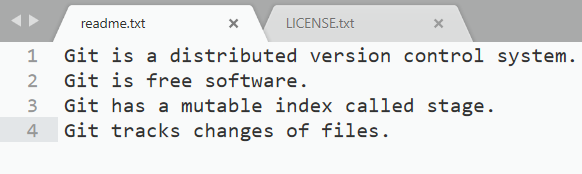 readme.txt × LICENSE.txt ×
1 Git is a distributed version control system.
2 Git is free software.
3 Git has a mutable index called stage.
4 Git tracks changes of files.